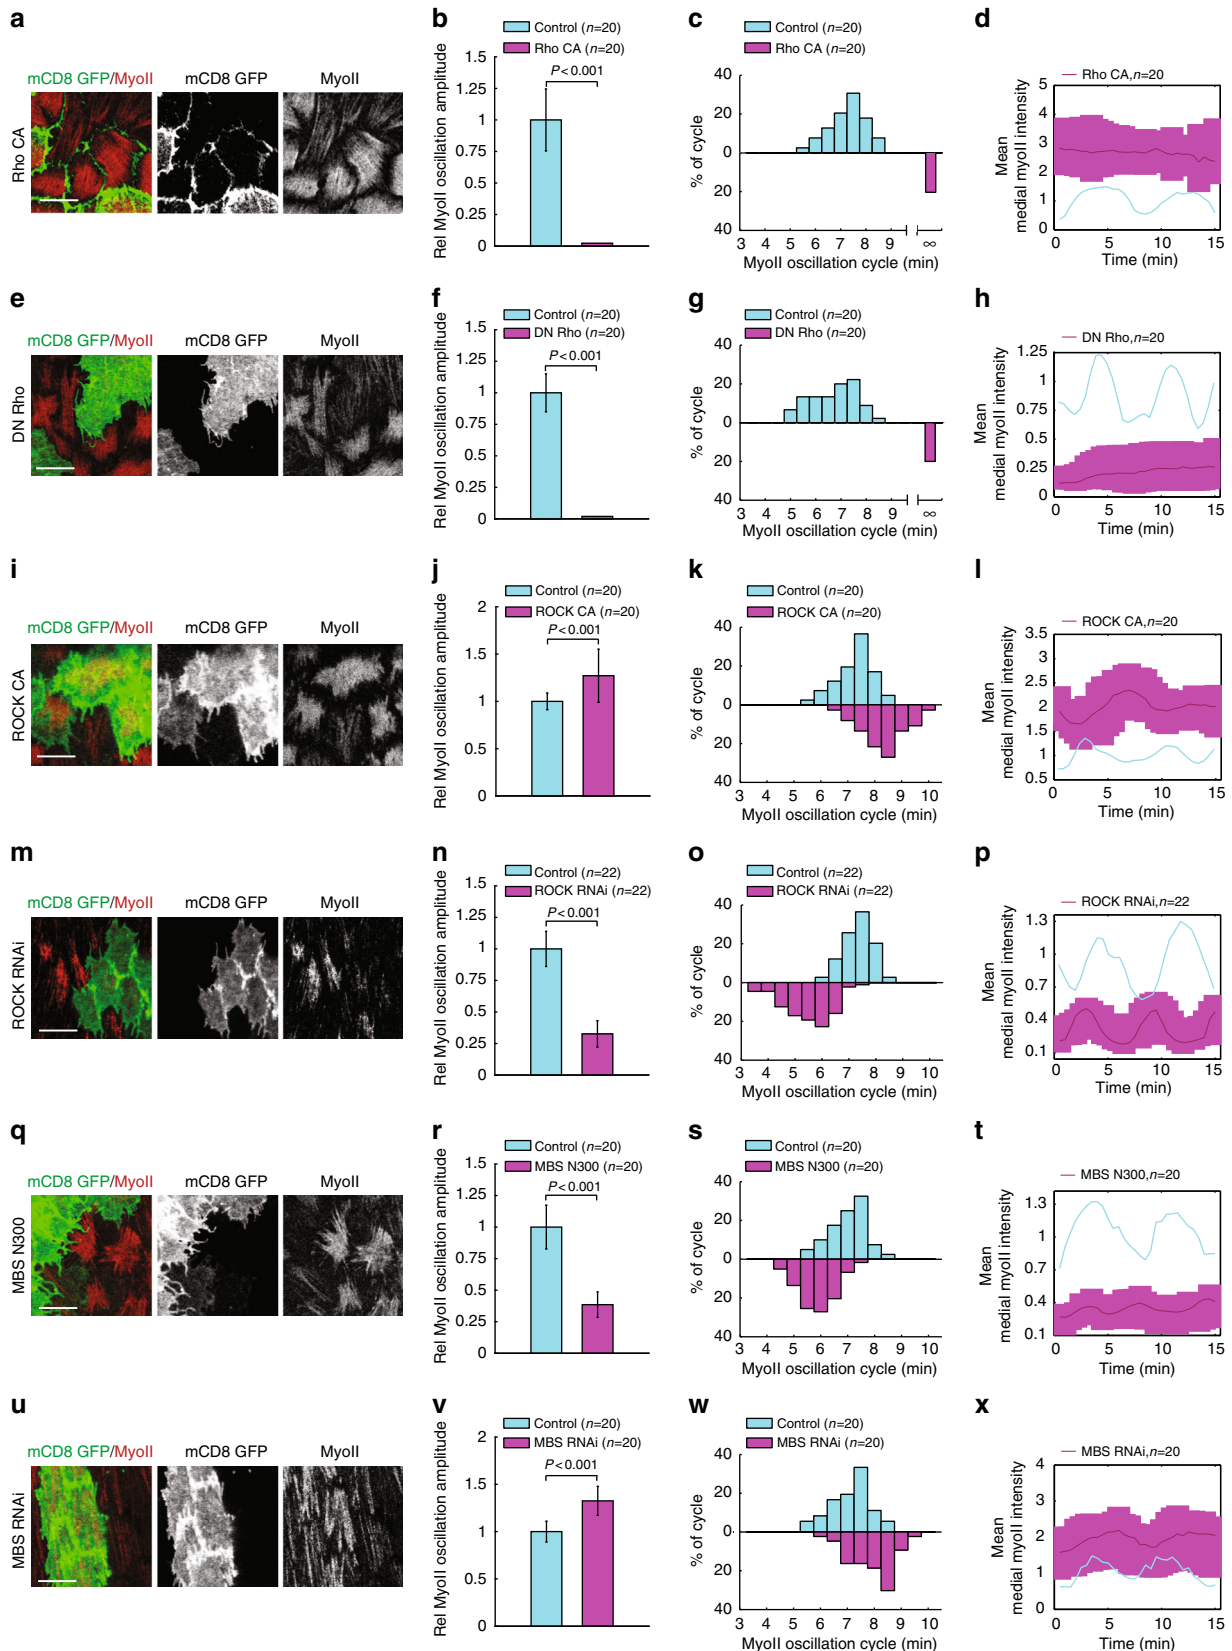 a
mCD8 GFP/MyoII
mCD8 GFP
MyoII
Rho CA
b
Control (n=20)
Rho CA (n=20)
1.5
1.25
1
0.75
0.5
0.25
0
P<0.001
Rel MyoII oscillation amplitude
c
Control (n=20)
Rho CA (n=20)
40
20
0
20
40
% of cycle
3 4 5 6 7 8 9 ∞
MyoII oscillation cycle (min)
d
Rho CA,n=20
5
4
3
2
1
0
Mean
medial myoII intensity
0 5 10 15
Time (min)
e
mCD8 GFP/MyoII
mCD8 GFP
MyoII
DN Rho
f
Control (n=20)
DN Rho (n=20)
1.5
1.25
1
0.75
0.5
0.25
0
P<0.001
Rel MyoII oscillation amplitude
g
Control (n=20)
DN Rho (n=20)
40
20
0
20
40
% of cycle
3 4 5 6 7 8 9 ∞
MyoII oscillation cycle (min)
h
DN Rho,n=20
1.25
1
0.75
0.5
0.25
0
Mean
medial myoII intensity
0 5 10 15
Time (min)
i
mCD8 GFP/MyoII
mCD8 GFP
MyoII
ROCK CA
j
Control (n=20)
ROCK CA (n=20)
2
1.5
1
0.5
0
P<0.001
Rel MyoII oscillation amplitude
k
Control (n=20)
ROCK CA (n=20)
40
20
0
20
40
% of cycle
3 4 5 6 7 8 9 10
MyoII oscillation cycle (min)
l
ROCK CA,n=20
3.5
3
2.5
2
1.5
1
0.5
Mean
medial myoII intensity
0 5 10 15
Time (min)
m
mCD8 GFP/MyoII
mCD8 GFP
MyoII
ROCK RNAi
n
Control (n=22)
ROCK RNAi (n=22)
1.5
1.25
1
0.75
0.5
0.25
0
P<0.001
Rel MyoII oscillation amplitude
o
Control (n=22)
ROCK RNAi (n=22)
40
20
0
20
40
% of cycle
3 4 5 6 7 8 9 10
MyoII oscillation cycle (min)
p
ROCK RNAi,n=22
1.3
1
0.7
0.4
0.1
Mean
medial myoII intensity
0 5 10 15
Time (min)
q
mCD8 GFP/MyoII
mCD8 GFP
MyoII
MBS N300
r
Control (n=20)
MBS N300 (n=20)
1.5
1.25
1
0.75
0.5
0.25
0
P<0.001
Rel MyoII oscillation amplitude
s
Control (n=20)
MBS N300 (n=20)
40
20
0
20
40
% of cycle
3 4 5 6 7 8 9 10
MyoII oscillation cycle (min)
t
MBS N300,n=20
1.3
1
0.7
0.4
0.1
Mean
medial myoII intensity
0 5 10 15
Time (min)
u
mCD8 GFP/MyoII
mCD8 GFP
MyoII
MBS RNAi
v
Control (n=20)
MBS RNAi (n=20)
2
1.5
1
0.5
0
P<0.001
Rel MyoII oscillation amplitude
w
Control (n=20)
MBS RNAi (n=20)
40
20
0
20
40
% of cycle
3 4 5 6 7 8 9 10
MyoII oscillation cycle (min)
x
MBS RNAi,n=20
4
3
2
1
0
Mean
medial myoII intensity
0 5 10 15
Time (min)